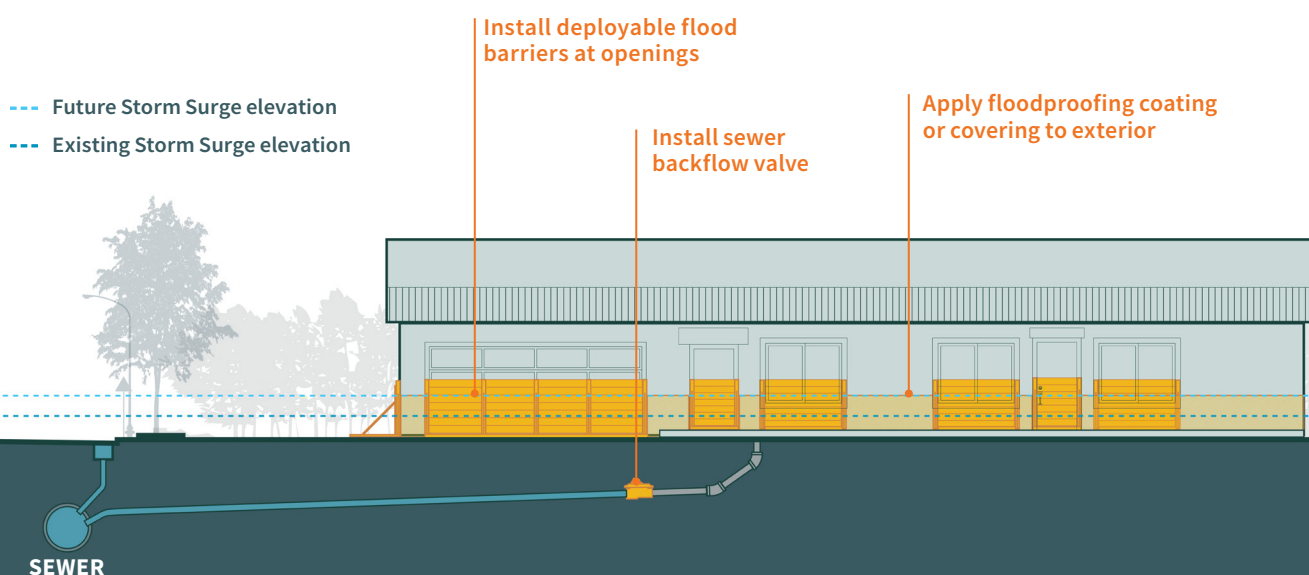 Install deployable flood
barriers at openings
Future Storm Surge elevation
Existing Storm Surge elevation
Install sewer
backflow valve
Apply floodproofing coating
or covering to exterior
SEWER